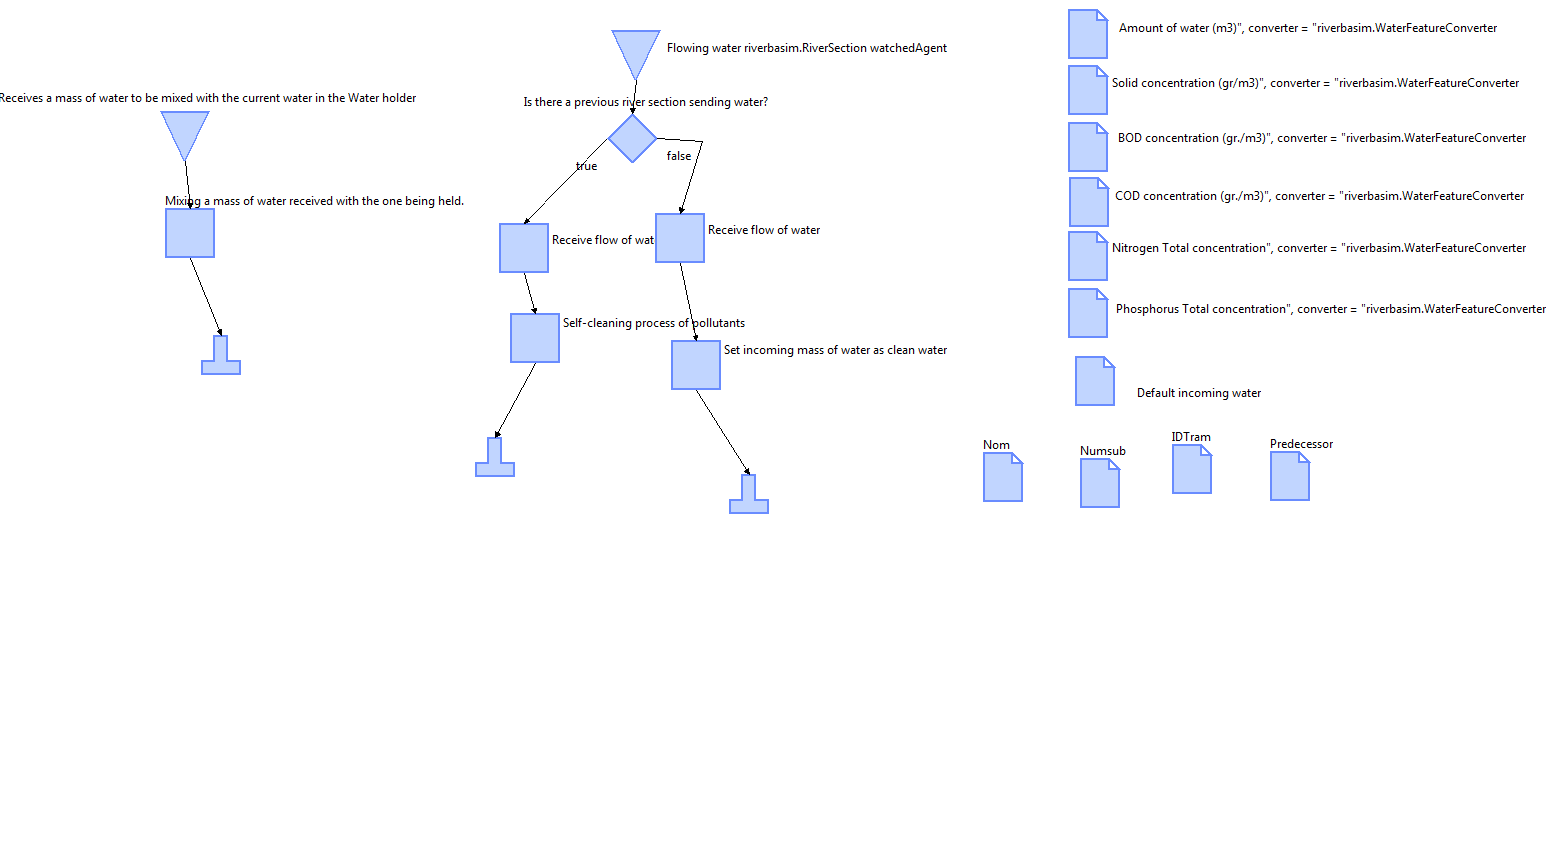 Receives a mass of water to be mixed with the current water in the Water holder
Mixing a mass of water received with the one being held.
Flowing water riverbasim.RiverSection watchedAgent
Is there a previous river section sending water?
true
false
Receive flow of wat
Receive flow of water
Self-cleaning process of pollutants
Set incoming mass of water as clean water
Amount of water (m3)", converter = "riverbasim.WaterFeatureConverter
Solid concentration (gr/m3)", converter = "riverbasim.WaterFeatureConverter
BOD concentration (gr./m3)", converter = "riverbasim.WaterFeatureConverter
COD concentration (gr./m3)", converter = "riverbasim.WaterFeatureConverter
Nitrogen Total concentration", converter = "riverbasim.WaterFeatureConverter
Phosphorus Total concentration", converter = "riverbasim.WaterFeatureConverter
Default incoming water
Nom
Numsub
IDTram
Predecessor